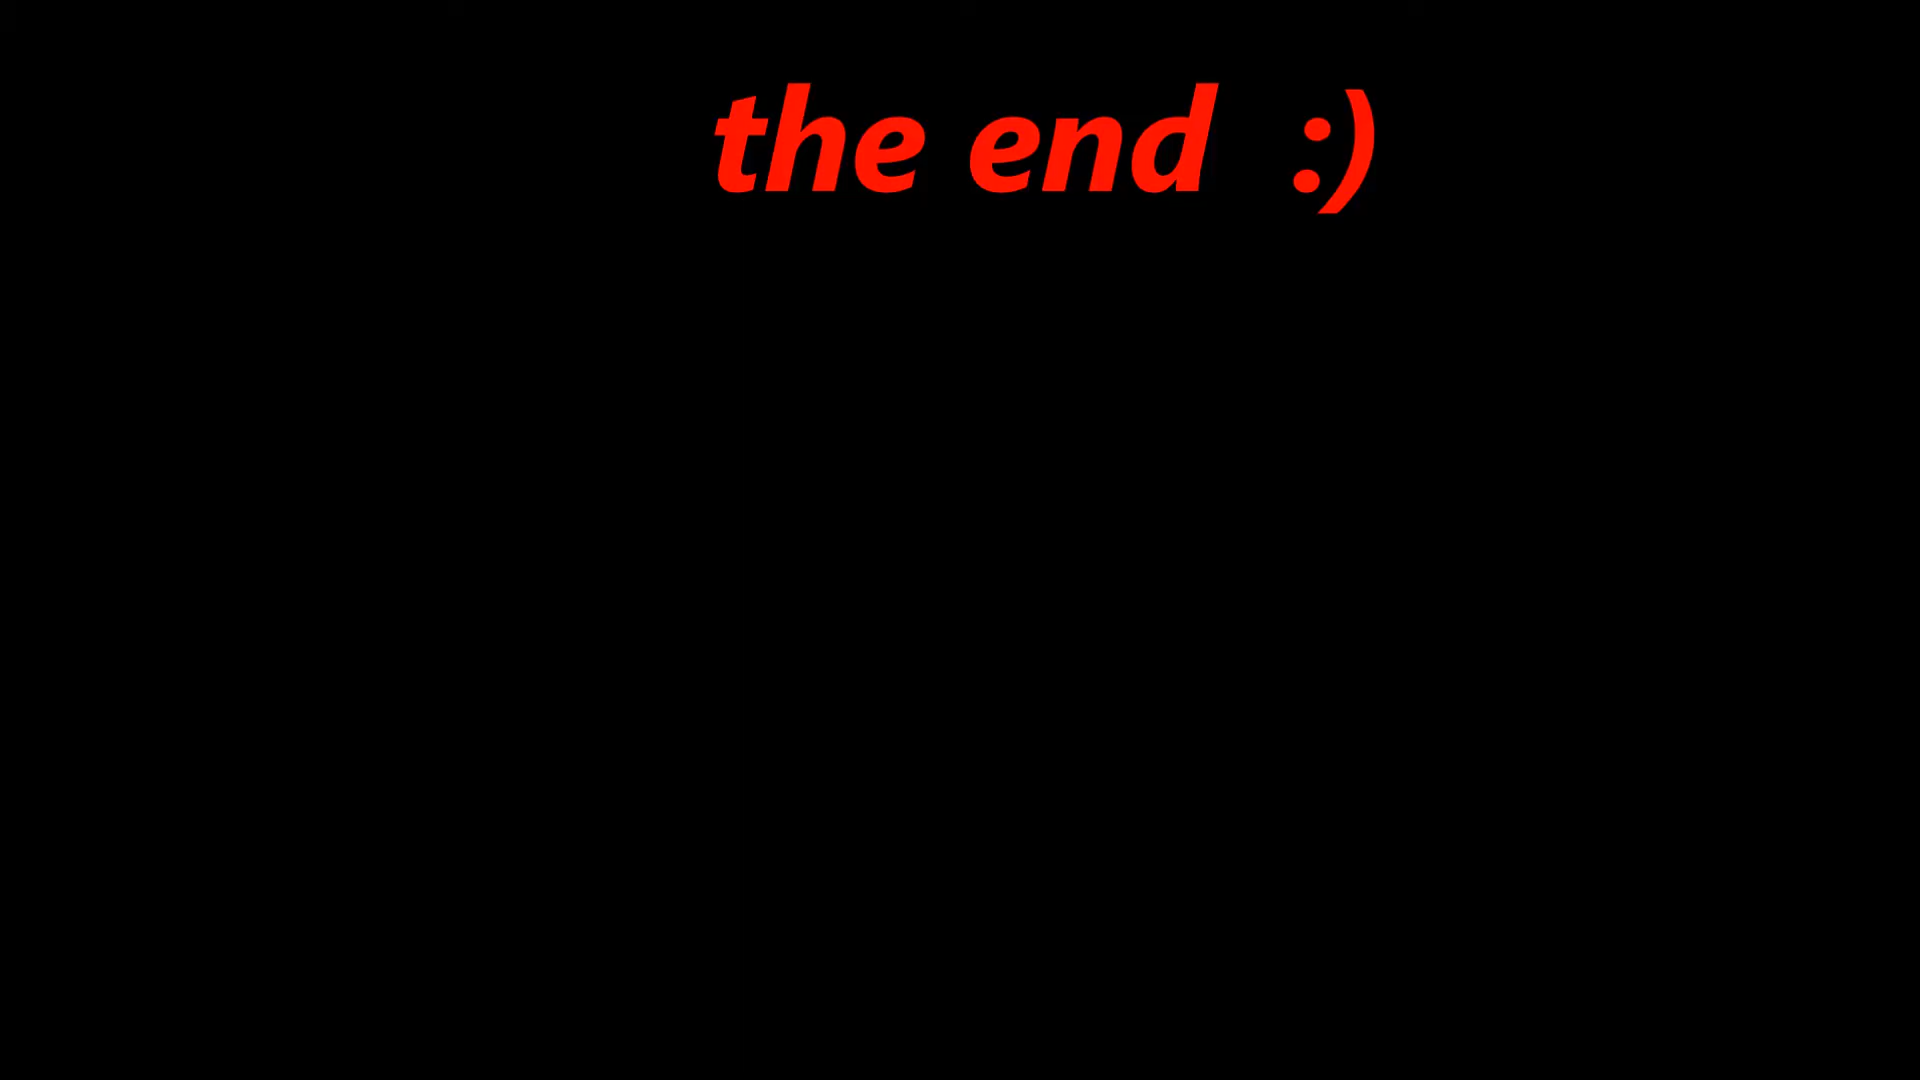 the end :)